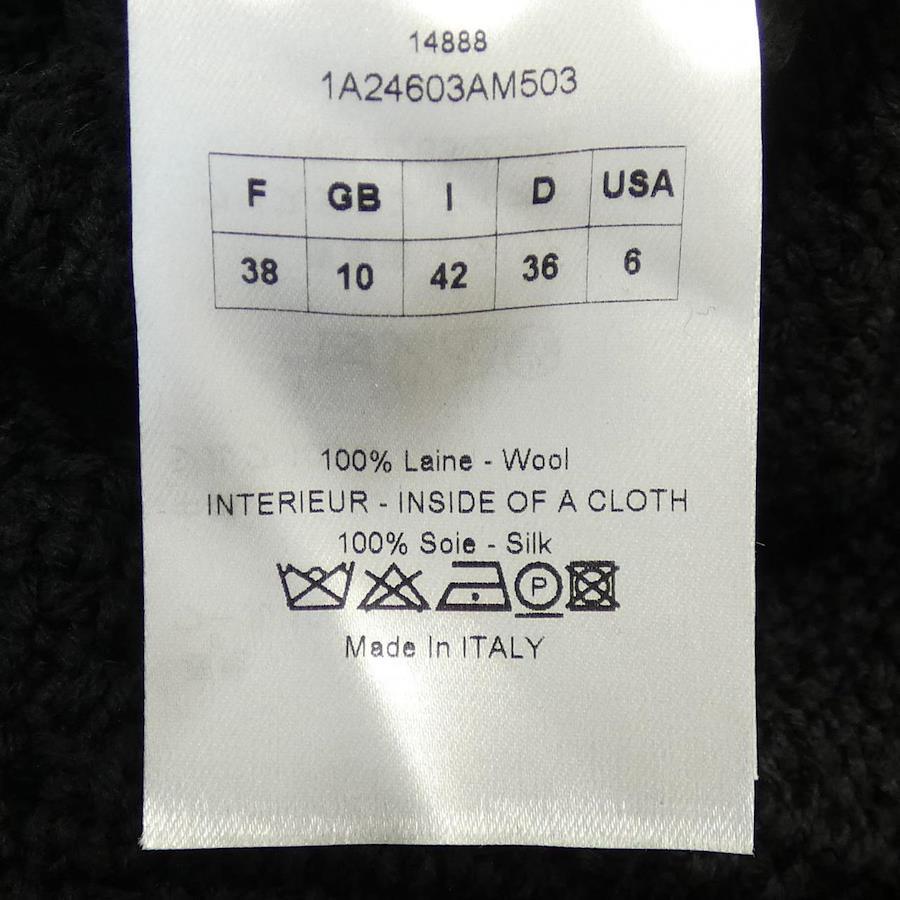 14888
1A24603AM503
F GB I D USA
38 10 42 36 6
100% Laine - Wool
INTERIEUR - INSIDE OF A CLOTH
100% Soie - Silk
P
Made In ITALY